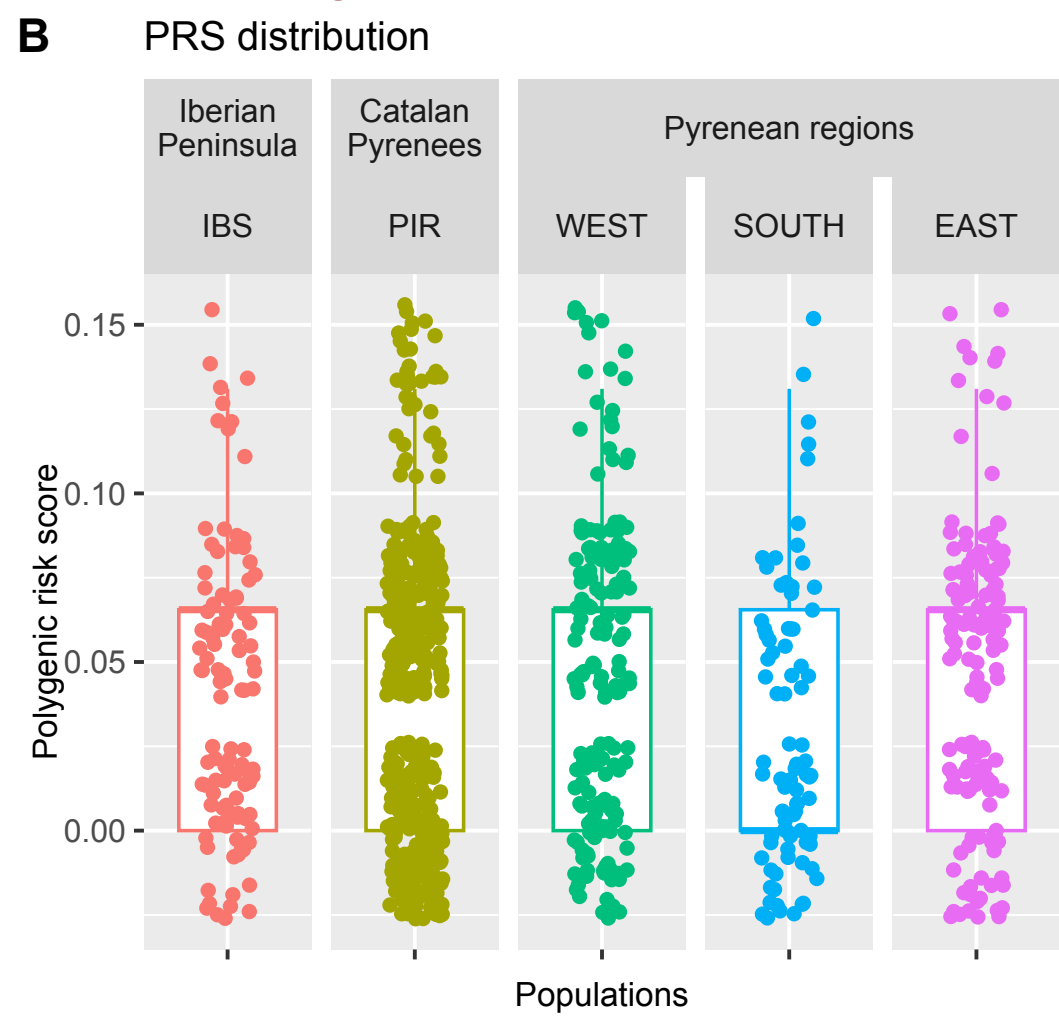 B
PRS distribution
Iberian
Peninsula
Catalan
Pyrenees
Pyrenean regions
IBS
PIR
WEST
SOUTH
EAST
0.15
0.10
0.05
0.00
Polygenic risk score
Populations